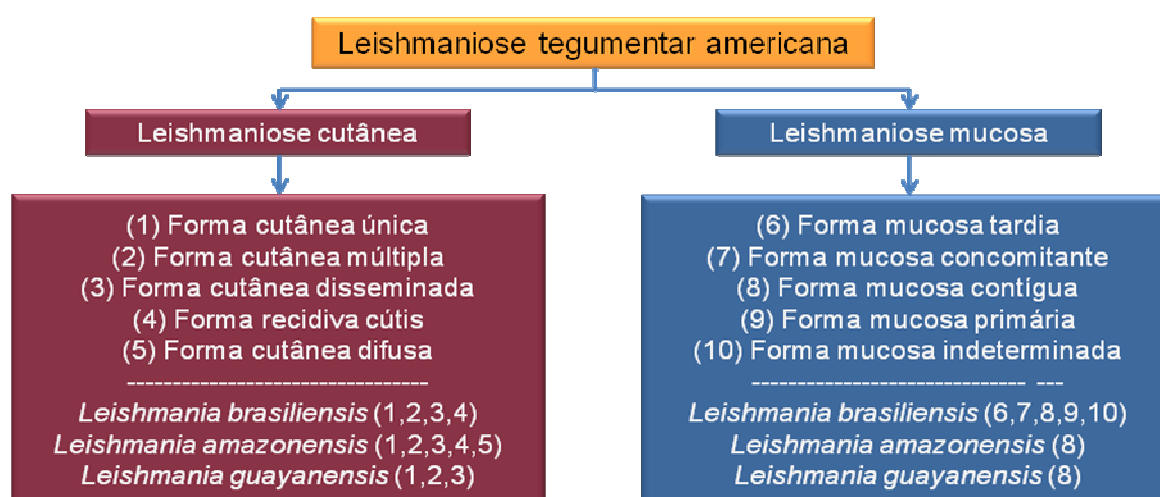 Leishmaniose tegumentar americana
Leishmaniose cutânea
(1) Forma cutânea única
(2) Forma cutânea múltipla
(3) Forma cutânea disseminada
(4) Forma recidiva cútis
(5) Forma cutânea difusa
---------------------------------
Leishmania brasiliensis (1,2,3,4)
Leishmania amazonensis (1,2,3,4,5)
Leishmania guayanensis (1,2,3)
Leishmaniose mucosa
(6) Forma mucosa tardia
(7) Forma mucosa concomitante
(8) Forma mucosa contígua
(9) Forma mucosa primária
(10) Forma mucosa indeterminada
------------------------------ ---
Leishmania brasiliensis (6,7,8,9,10)
Leishmania amazonensis (8)
Leishmania guayanensis (8)